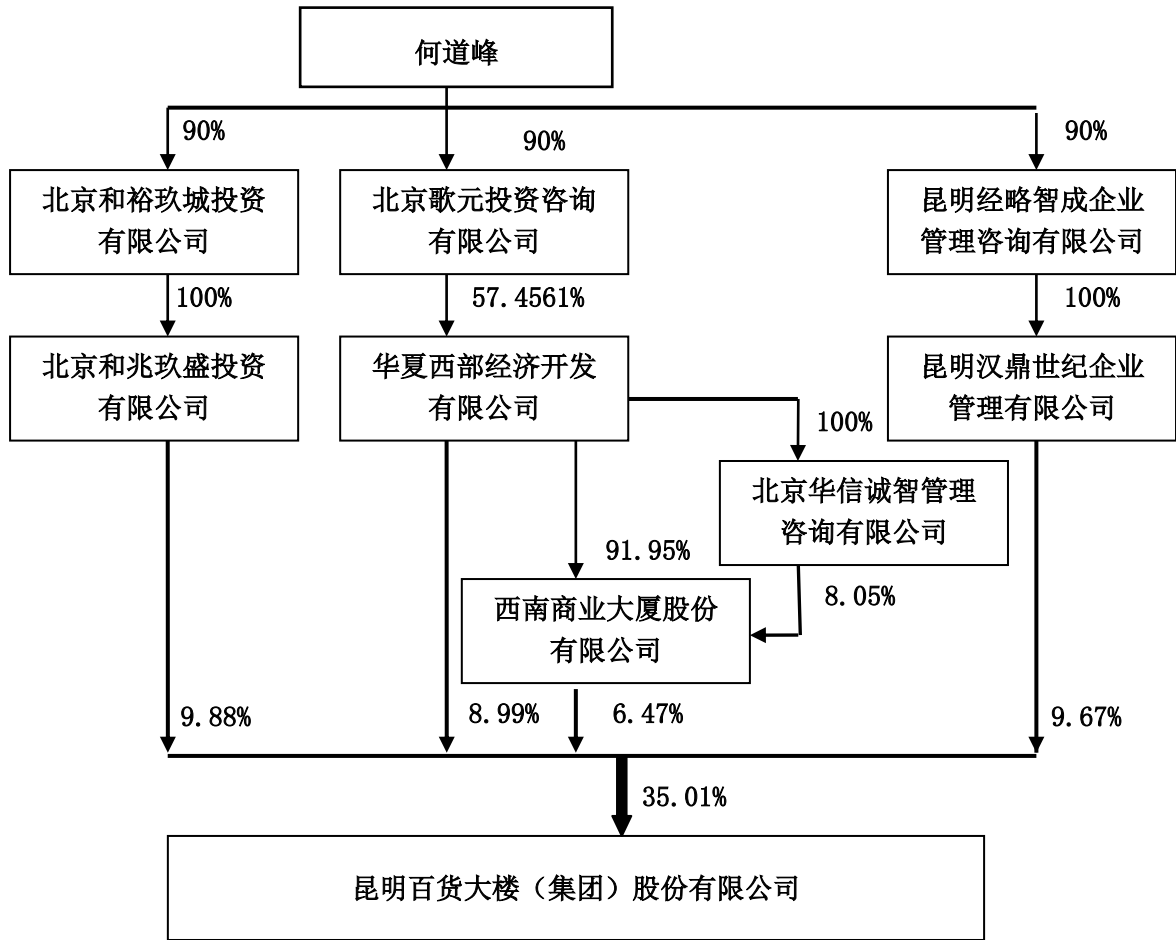 何道峰
90%
90%
90%
北京和裕玖城投资
有限公司
北京歌元投资咨询
有限公司
昆明经略智成企业
管理咨询有限公司
100%
57.4561%
100%
北京和兆玖盛投资
有限公司
华夏西部经济开发
有限公司
昆明汉鼎世纪企业
管理有限公司
100%
北京华信诚智管理
咨询有限公司
91.95%
8.05%
西南商业大厦股份
有限公司
9.88%
8.99%
6.47%
9.67%
35.01%
昆明百货大楼（集团）股份有限公司